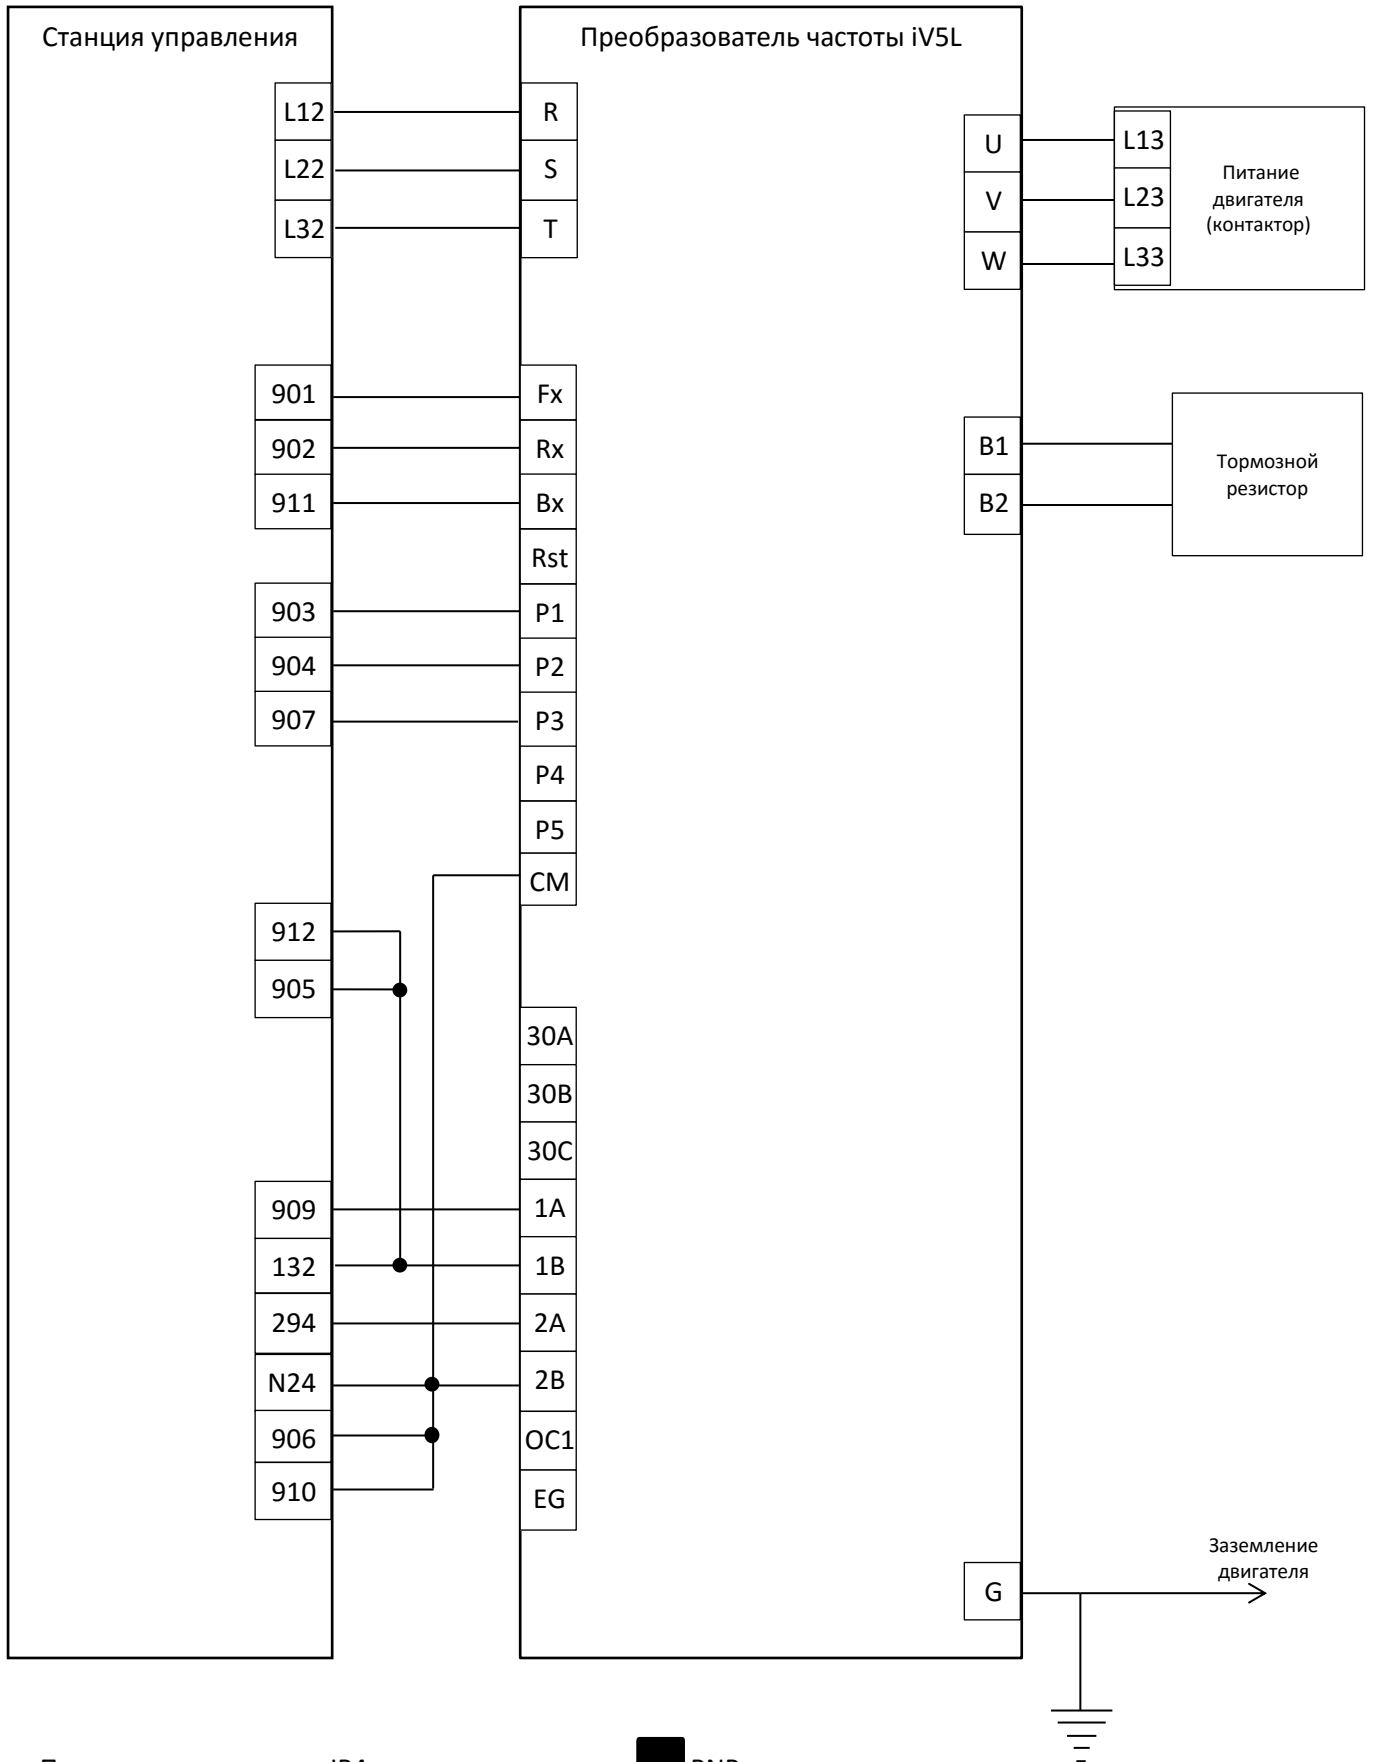 Станция управления
Преобразователь частоты iV5L
L12
R
L22
S
L32
T
U
L13
V
L23
W
L33
Питание
двигателя
(контактор)
901
Fx
902
Rx
911
Bx
Rst
903
P1
904
P2
907
P3
P4
P5
CM
B1
B2
Тормозной
резистор
912
905
30A
30B
30C
909
1A
132
1B
294
2A
N24
2B
906
OC1
910
EG
G
Заземление
двигателя